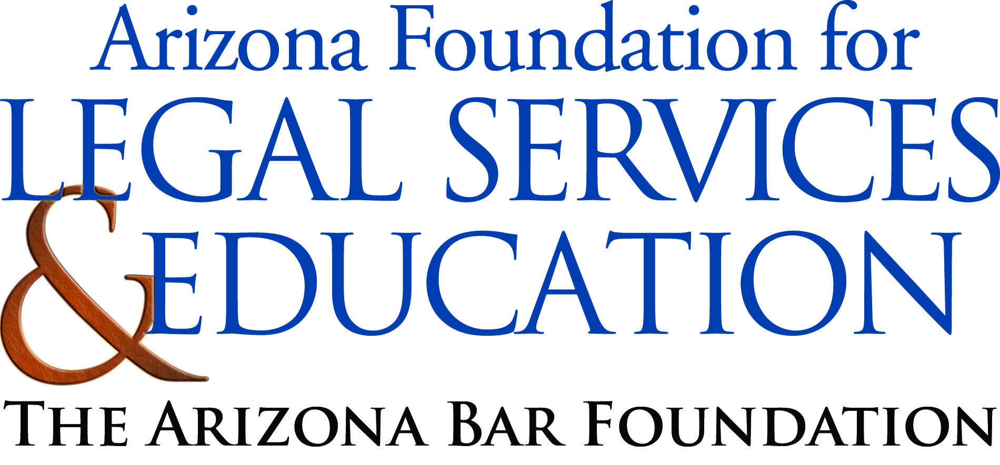 Arizona Foundation for
LEGAL SERVICES
& EDUCATION
THE ARIZONA BAR FOUNDATION